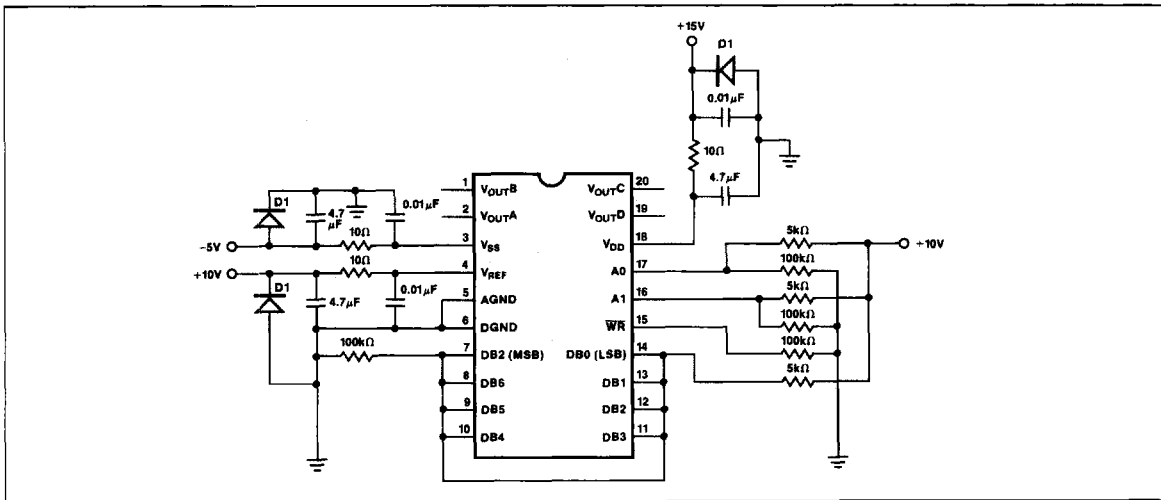 +15V
D1
0.01μF
10Ω
4.7μF
D1
4.7 μF
0.01μF
10Ω
-5V
+10V
10Ω
D1
4.7μF
0.01μF
100kΩ
1 VOUTB
2 VOUTA
3 VSS
4 VREF
5 AGND
6 DGND
7 DB2 (MSB)
8 DB6
9 DB5
10 DB4
VOUTC 20
VOUTD 19
VDD 18
A0 17
A1 16
WR 15
DB0 (LSB) 14
DB1 13
DB2 12
DB3 11
5kΩ
+10V
100kΩ
5kΩ
100kΩ
100kΩ
5kΩ